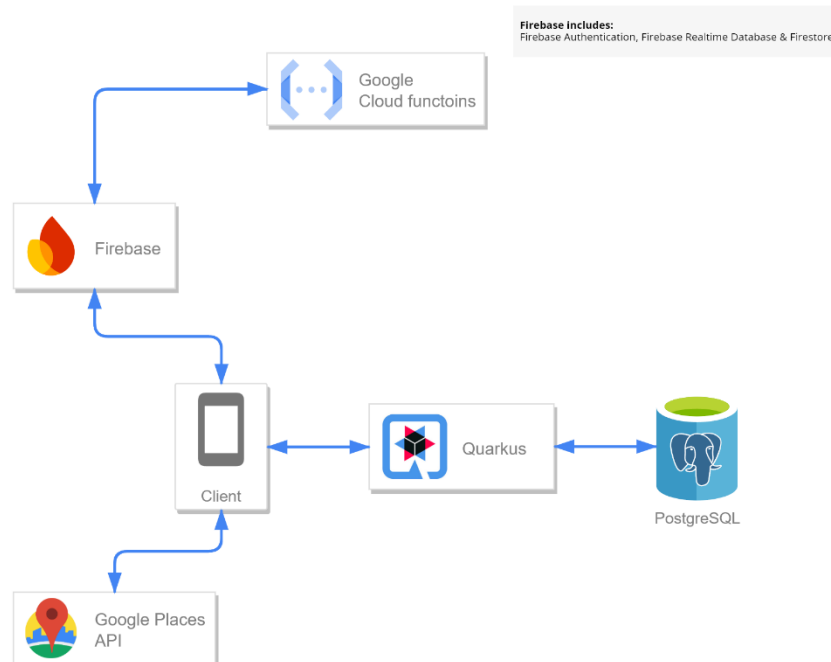 Firebase includes:
Firebase Authentication, Firebase Realtime Database & Firestore
Google
Cloud functoins
Firebase
Client
Quarkus
PostgreSQL
Google Places
API